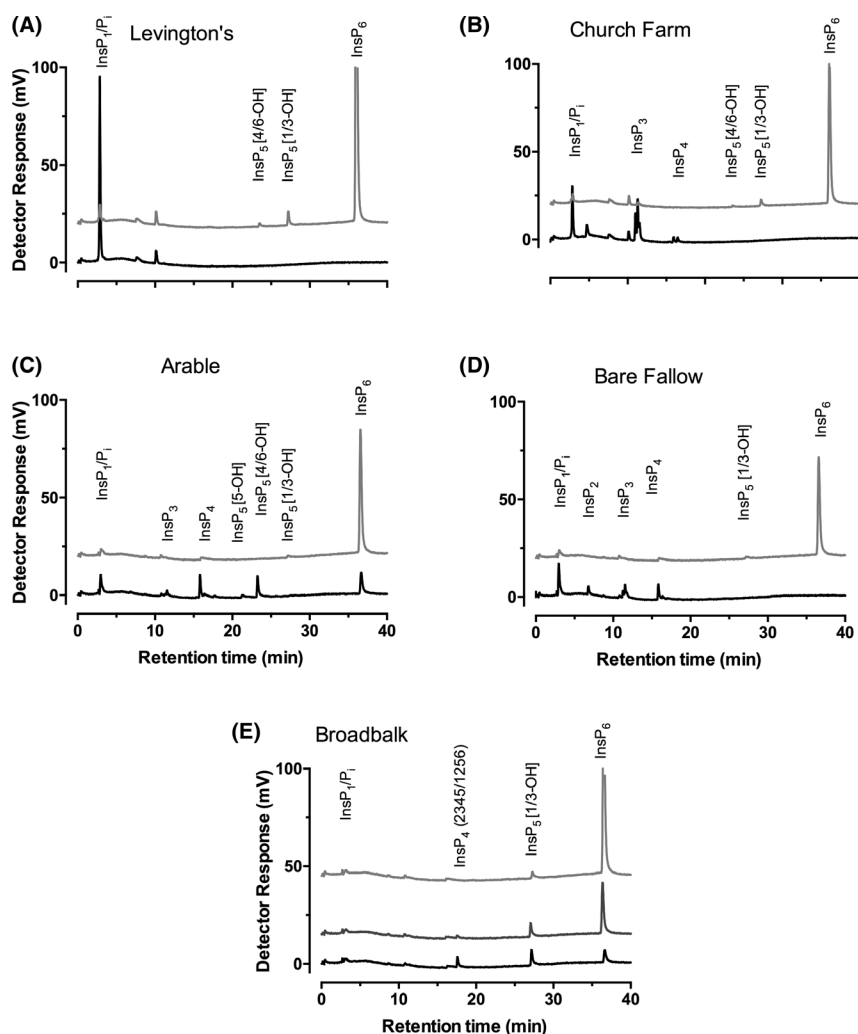 (A)
Levington's
InsP1/Pi
InsP5 [4/6-OH]
InsP5 [1/3-OH]
InsP6
Detector Response (mV)
100
50
0
(B)
Church Farm
InsP1/Pi
InsP3
InsP4
InsP5 [4/6-OH]
InsP5 [1/3-OH]
InsP6
Detector Response (mV)
100
50
0
(C)
Arable
InsP1/Pi
InsP3
InsP4
InsP5 [5-OH]
InsP5 [4/6-OH]
InsP5 [1/3-OH]
InsP6
Detector Response (mV)
100
50
0
0 10 20 30 40
Retention time (min)
(D)
Bare Fallow
InsP1/Pi
InsP2
InsP3
InsP4
InsP5 [1/3-OH]
InsP6
Detector Response (mV)
100
50
0
0 10 20 30 40
Retention time (min)
(E)
Broadbalk
InsP1/Pi
InsP4 (2345/1256)
InsP5 [1/3-OH]
InsP6
Detector Response (mV)
100
50
0
0 10 20 30 40
Retention time (min)